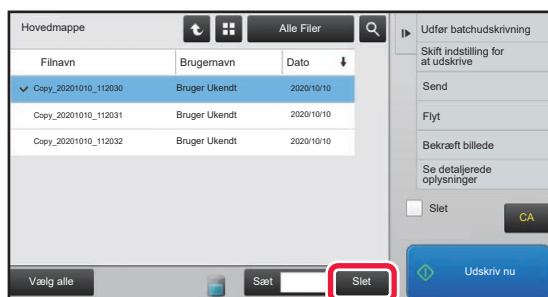 Hovedmappe
Alle Filer
Filnavn
Brugernavn
Dato
Copy_20201010_112030
Bruger Ukendt
2020/10/10
Copy_20201010_112031
Bruger Ukendt
2020/10/10
Copy_20201010_112032
Bruger Ukendt
2020/10/10
Vælg alle
Sæt
Slet
Udfør batchudskrivning
Skift indstilling for
at udskrive
Send
Flyt
Bekræft billede
Se detaljerede
oplysninger
Slet
CA
Udskriv nu